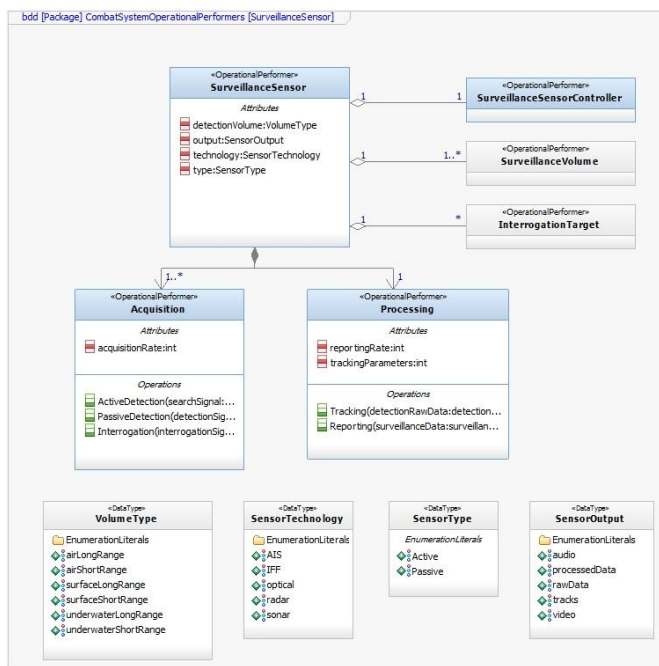 bdd [Package] CombatSystemOperationalPerformers [SurveillanceSensor]
«OperationalPerformer»
SurveillanceSensor
Attributes
detectionVolume:VolumeType
output:SensorOutput
technology:SensorTechnology
type:SensorType
1
1
«OperationalPerformer»
SurveillanceSensorController
1
1..*
«OperationalPerformer»
SurveillanceVolume
1
*
«OperationalPerformer»
InterrogationTarget
1..*
1
«OperationalPerformer»
Acquisition
Attributes
acquisitionRate:int
Operations
ActiveDetection(searchSignal:...
PassiveDetection(detectionSig...
Interrogation(interrogationSig...
«OperationalPerformer»
Processing
Attributes
reportingRate:int
trackingParameters:int
Operations
Tracking(detectionRawData:detection...
Reporting(surveillanceData:surveillan...
«DataType»
VolumeType
EnumerationLiterals
airLongRange
airShortRange
surfaceLongRange
surfaceShortRange
underwaterLongRange
underwaterShortRange
«DataType»
SensorTechnology
EnumerationLiterals
AIS
IFF
optical
radar
sonar
«DataType»
SensorType
EnumerationLiterals
Active
Passive
«DataType»
SensorOutput
EnumerationLiterals
audio
processedData
rawData
tracks
video